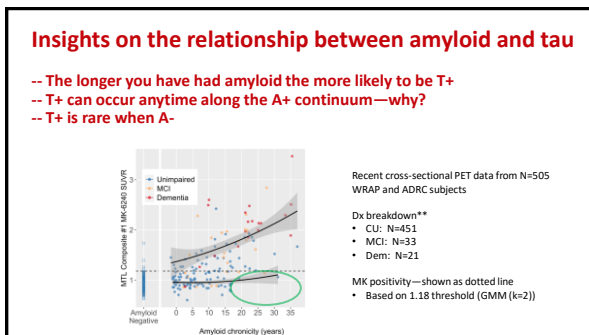 Insights on the relationship between amyloid and tau
-- The longer you have had amyloid the more likely to be T+
-- T+ can occur anytime along the A+ continuum—why?
-- T+ is rare when A-
MTL Composite #1 MK-6240 SUVR
3
2
1
Unimpaired
MCI
Dementia
Amyloid
Negative
0 5 10 15 20 25 30 35
Amyloid chronicity (years)
Recent cross-sectional PET data from N=505
WRAP and ADRC subjects
Dx breakdown**
• CU: N=451
• MCI: N=33
• Dem: N=21
MK positivity—shown as dotted line
• Based on 1.18 threshold (GMM (k=2))